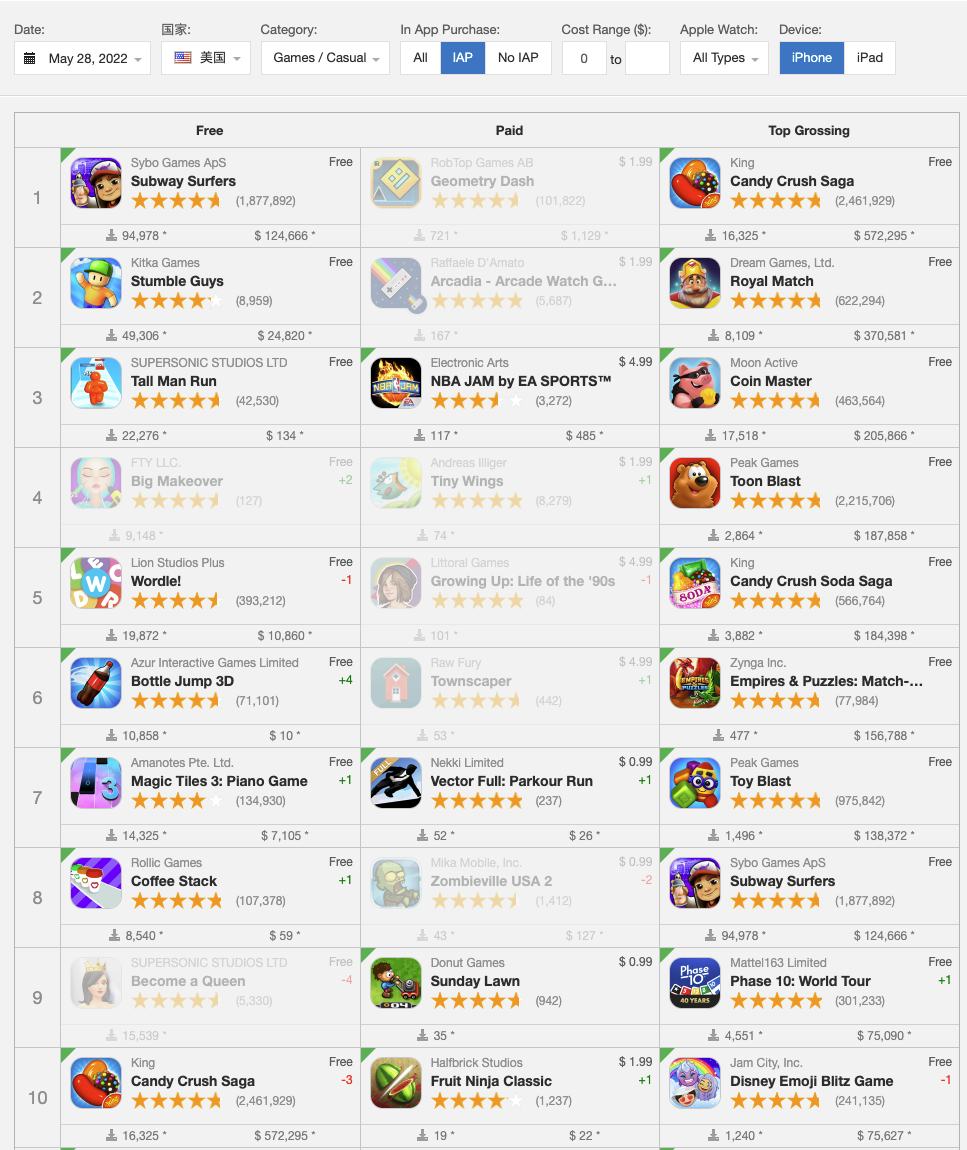 Date: 国家: Category: In App Purchase: Cost Range ($): Apple Watch: Device:
May 28, 2022 美国 Games / Casual All IAP No IAP 0 to All Types iPhone iPad
Free Paid Top Grossing
1
Sybo Games ApS Free
Subway Surfers
(1,877,892)
94,978 * $ 124,666 *
RobTop Games AB $ 1.99
Geometry Dash
(101,822)
721 * $ 1,129 *
King Free
Candy Crush Saga
(2,461,929)
16,325 * $ 572,295 *
2
Kitka Games Free
Stumble Guys
(8,959)
49,306 * $ 24,820 *
Raffaele D'Amato $ 1.99
Arcadia - Arcade Watch G...
(5,687)
167 *
Dream Games, Ltd. Free
Royal Match
(622,294)
8,109 * $ 370,581 *
3
SUPERSONIC STUDIOS LTD Free
Tall Man Run
(42,530)
22,276 * $ 134 *
NBA JAM
EA
Electronic Arts $ 4.99
NBA JAM by EA SPORTS™
(3,272)
117 * $ 485 *
Moon Active Free
Coin Master
(463,564)
17,518 * $ 205,866 *
4
FTY LLC. Free
Big Makeover +2
(127)
9,148 *
Andreas Illiger $ 1.99
Tiny Wings +1
(8,279)
74 *
Peak Games Free
Toon Blast
(2,215,706)
2,864 * $ 187,858 *
5
W
Lion Studios Plus Free
Wordle! -1
(393,212)
19,872 * $ 10,860 *
Littoral Games $ 4.99
Growing Up: Life of the '90s -1
(84)
101 *
SODA
King Free
Candy Crush Soda Saga
(566,764)
3,882 * $ 184,398 *
6
Azur Interactive Games Limited Free
Bottle Jump 3D +4
(71,101)
10,858 * $ 10 *
Raw Fury $ 4.99
Townscaper +1
(442)
53 *
EMPIRES & PUZZLES
Zynga Inc. Free
Empires & Puzzles: Match-...
(77,984)
477 * $ 156,788 *
7
3
Amanotes Pte. Ltd. Free
Magic Tiles 3: Piano Game +1
(134,930)
14,325 * $ 7,105 *
FULL
Nekki Limited $ 0.99
Vector Full: Parkour Run +1
(237)
52 * $ 26 *
Peak Games Free
Toy Blast
(975,842)
1,496 * $ 138,372 *
8
Rollic Games Free
Coffee Stack +1
(107,378)
8,540 * $ 59 *
Mika Mobile, Inc. $ 0.99
Zombieville USA 2 -2
(1,412)
43 * $ 127 *
Sybo Games ApS Free
Subway Surfers
(1,877,892)
94,978 * $ 124,666 *
9
SUPERSONIC STUDIOS LTD Free
Become a Queen -4
(5,330)
15,539 *
Donut Games $ 0.99
Sunday Lawn
(942)
35 *
Phase
10
40 YEARS
Mattel163 Limited Free
Phase 10: World Tour +1
(301,233)
4,551 * $ 75,090 *
10
King Free
Candy Crush Saga -3
(2,461,929)
16,325 * $ 572,295 *
Halfbrick Studios $ 1.99
Fruit Ninja Classic +1
(1,237)
19 * $ 22 *
Jam City, Inc. Free
Disney Emoji Blitz Game -1
(241,135)
1,240 * $ 75,627 *